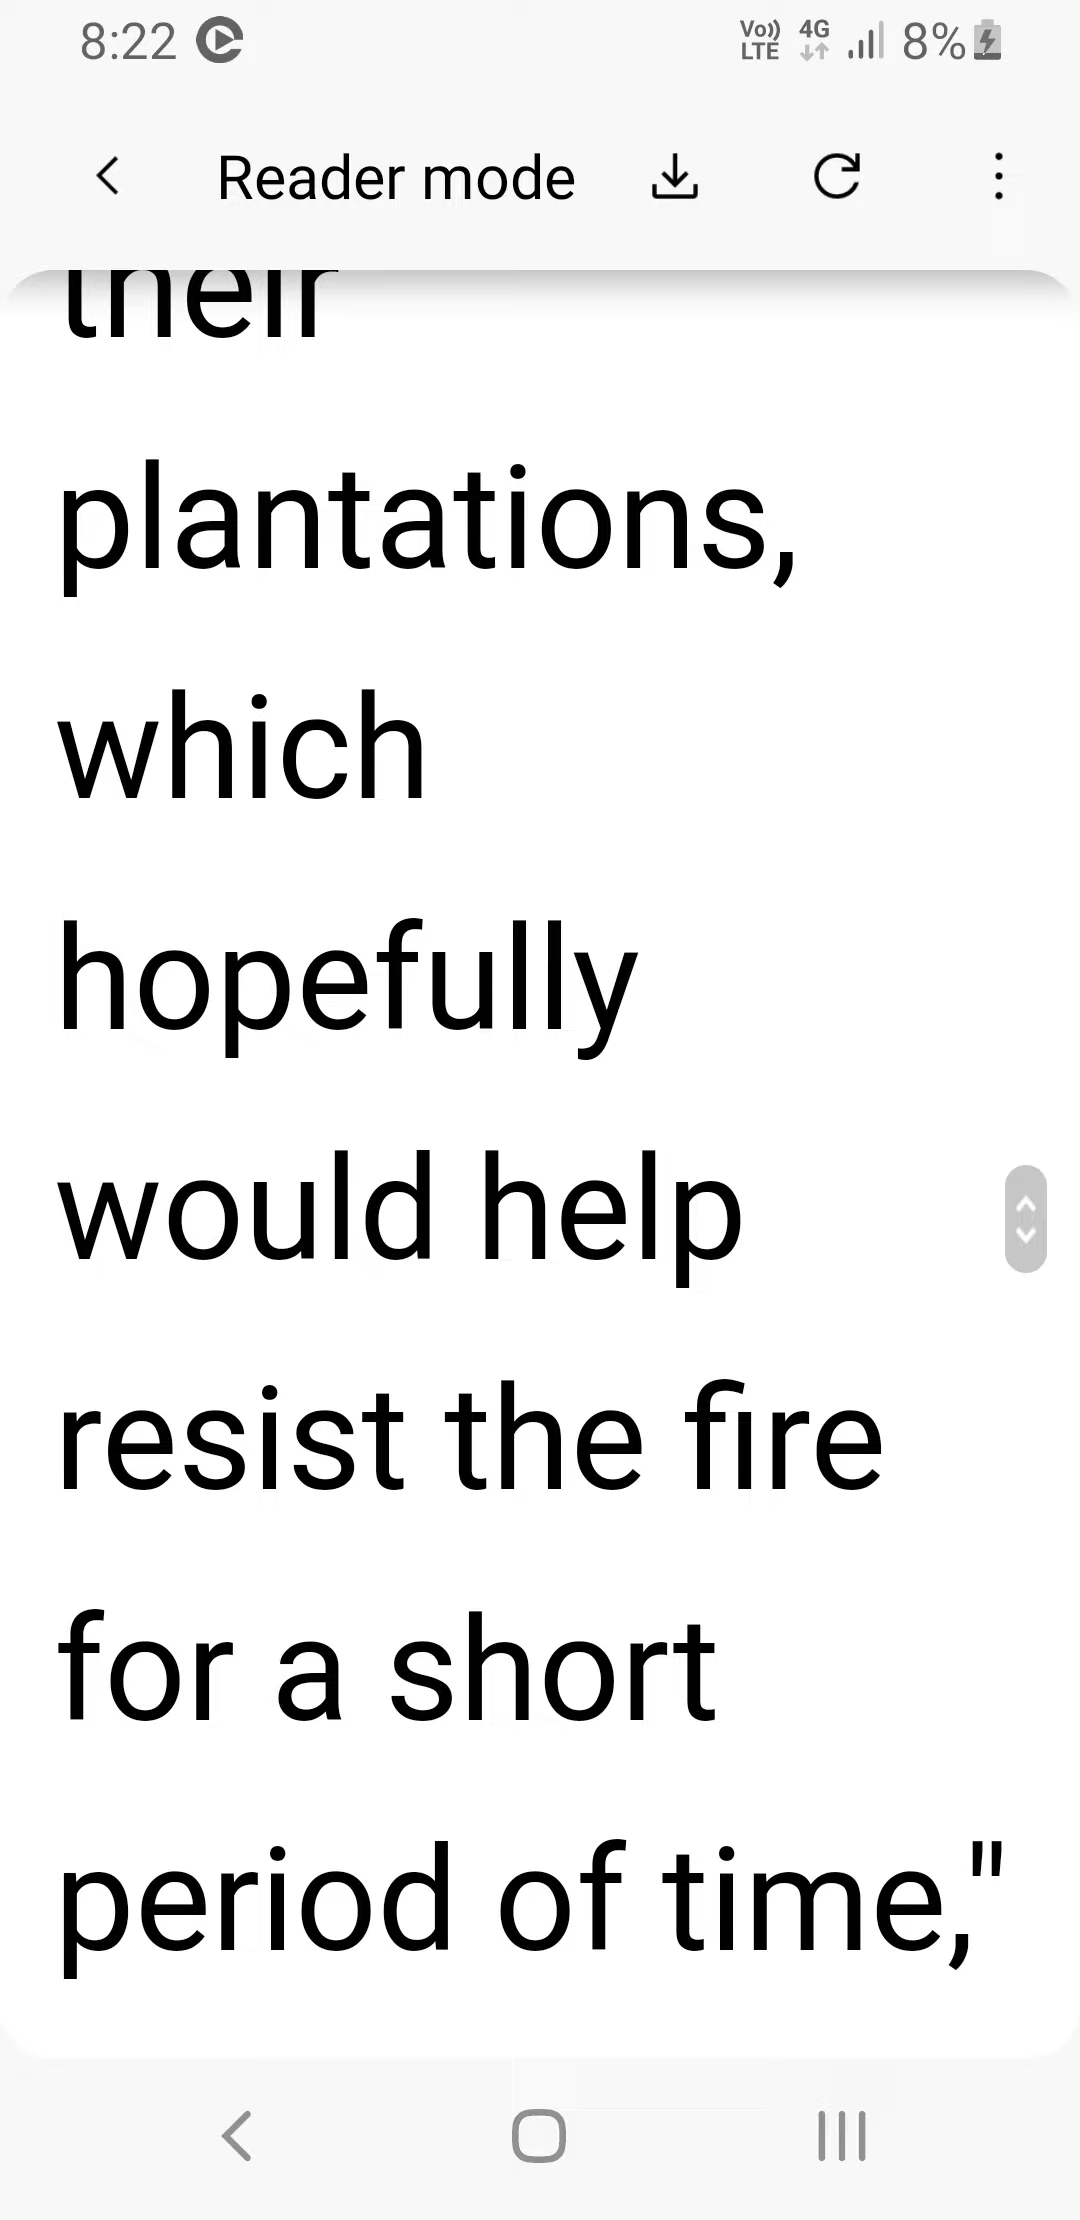 8:22
Vo)) LTE 4G 8%
Reader mode
their
plantations,
which
hopefully
would help
resist the fire
for a short
period of time,"